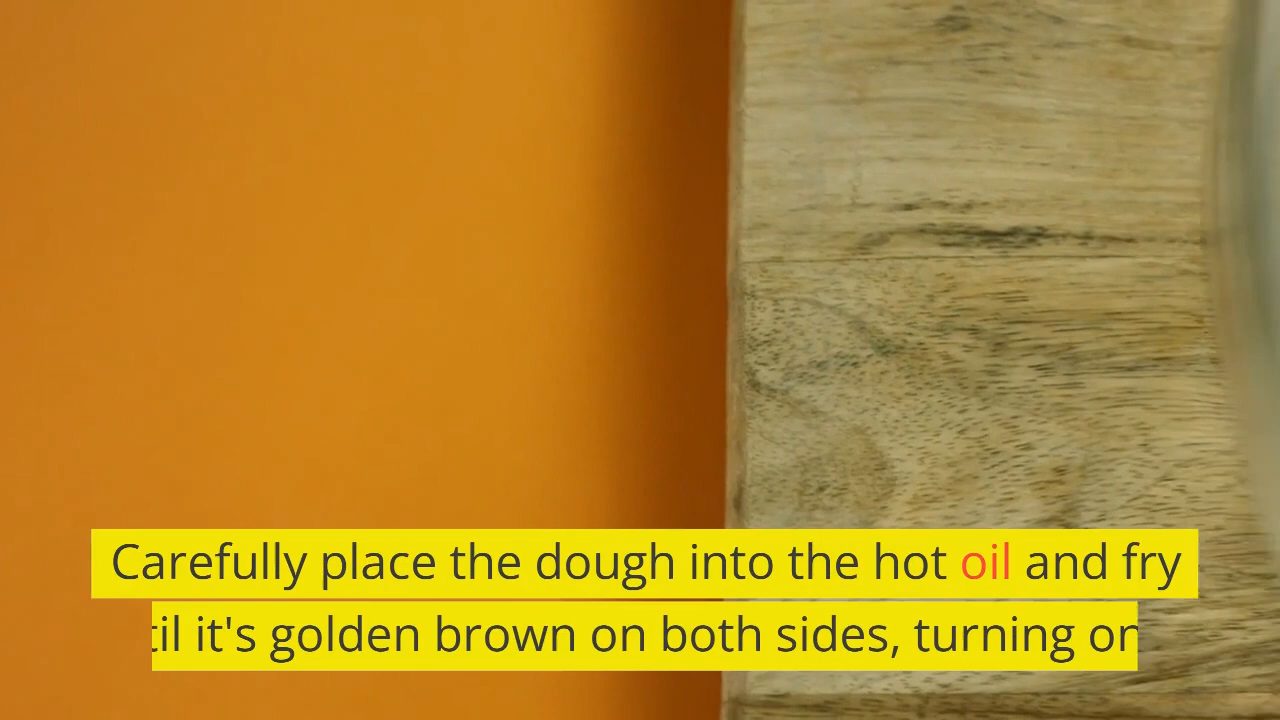 Carefully place the dough into the hot oil and fry
til it's golden brown on both sides, turning on